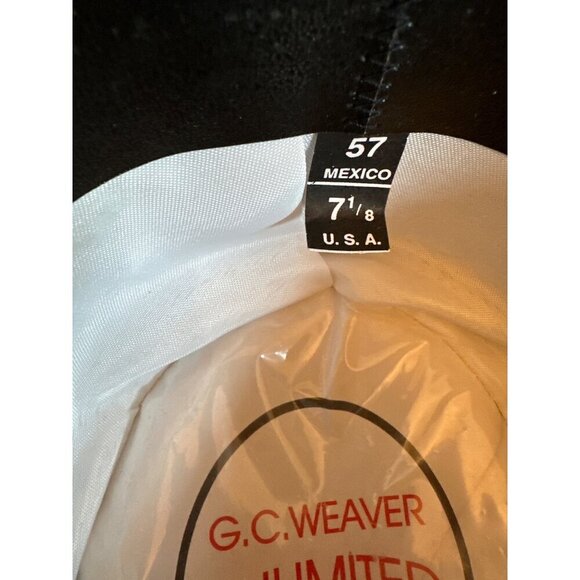 57
MEXICO
7 1/8
U. S. A.
G.C.WEAVER